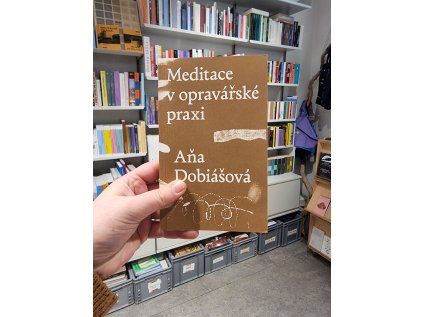 Meditace
v opravářské
praxi
Aňa
Dobiášová